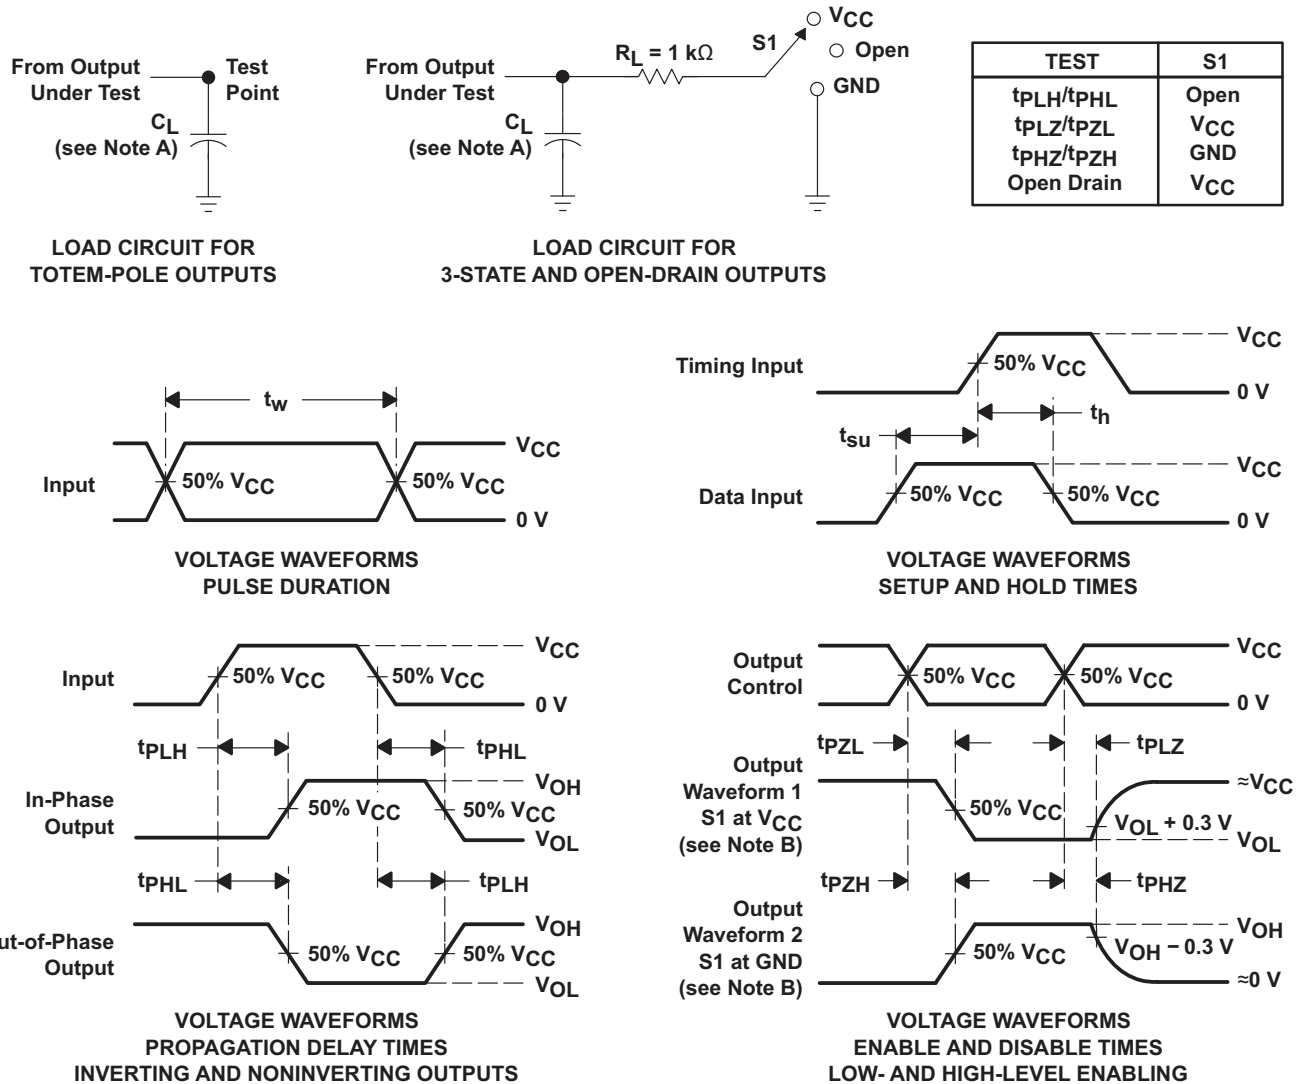 From Output
Under Test
Test
Point
CL
(see Note A)
LOAD CIRCUIT FOR
TOTEM-POLE OUTPUTS
From Output
Under Test
CL
(see Note A)
RL = 1 kΩ
S1
VCC
Open
GND
LOAD CIRCUIT FOR
3-STATE AND OPEN-DRAIN OUTPUTS
TEST S1
tPLH/tPHL Open
tPLZ/tPZL VCC
tPHZ/tPZH GND
Open Drain VCC
tw
Input
50% VCC
50% VCC
VCC
0 V
VOLTAGE WAVEFORMS
PULSE DURATION
Timing Input
50% VCC
VCC
0 V
tsu
th
Data Input
50% VCC
50% VCC
VCC
0 V
VOLTAGE WAVEFORMS
SETUP AND HOLD TIMES
Input
50% VCC
50% VCC
VCC
0 V
tPLH
tPHL
In-Phase
Output
50% VCC
50% VCC
VOH
VOL
tPHL
tPLH
ut-of-Phase
Output
50% VCC
50% VCC
VOH
VOL
VOLTAGE WAVEFORMS
PROPAGATION DELAY TIMES
INVERTING AND NONINVERTING OUTPUTS
Output
Control
50% VCC
50% VCC
VCC
0 V
tPZL
tPLZ
Output
Waveform 1
S1 at VCC
(see Note B)
50% VCC
VOL + 0.3 V
≈VCC
VOL
tPZH
tPHZ
Output
Waveform 2
S1 at GND
(see Note B)
50% VCC
VOH − 0.3 V
VOH
≈0 V
VOLTAGE WAVEFORMS
ENABLE AND DISABLE TIMES
LOW- AND HIGH-LEVEL ENABLING